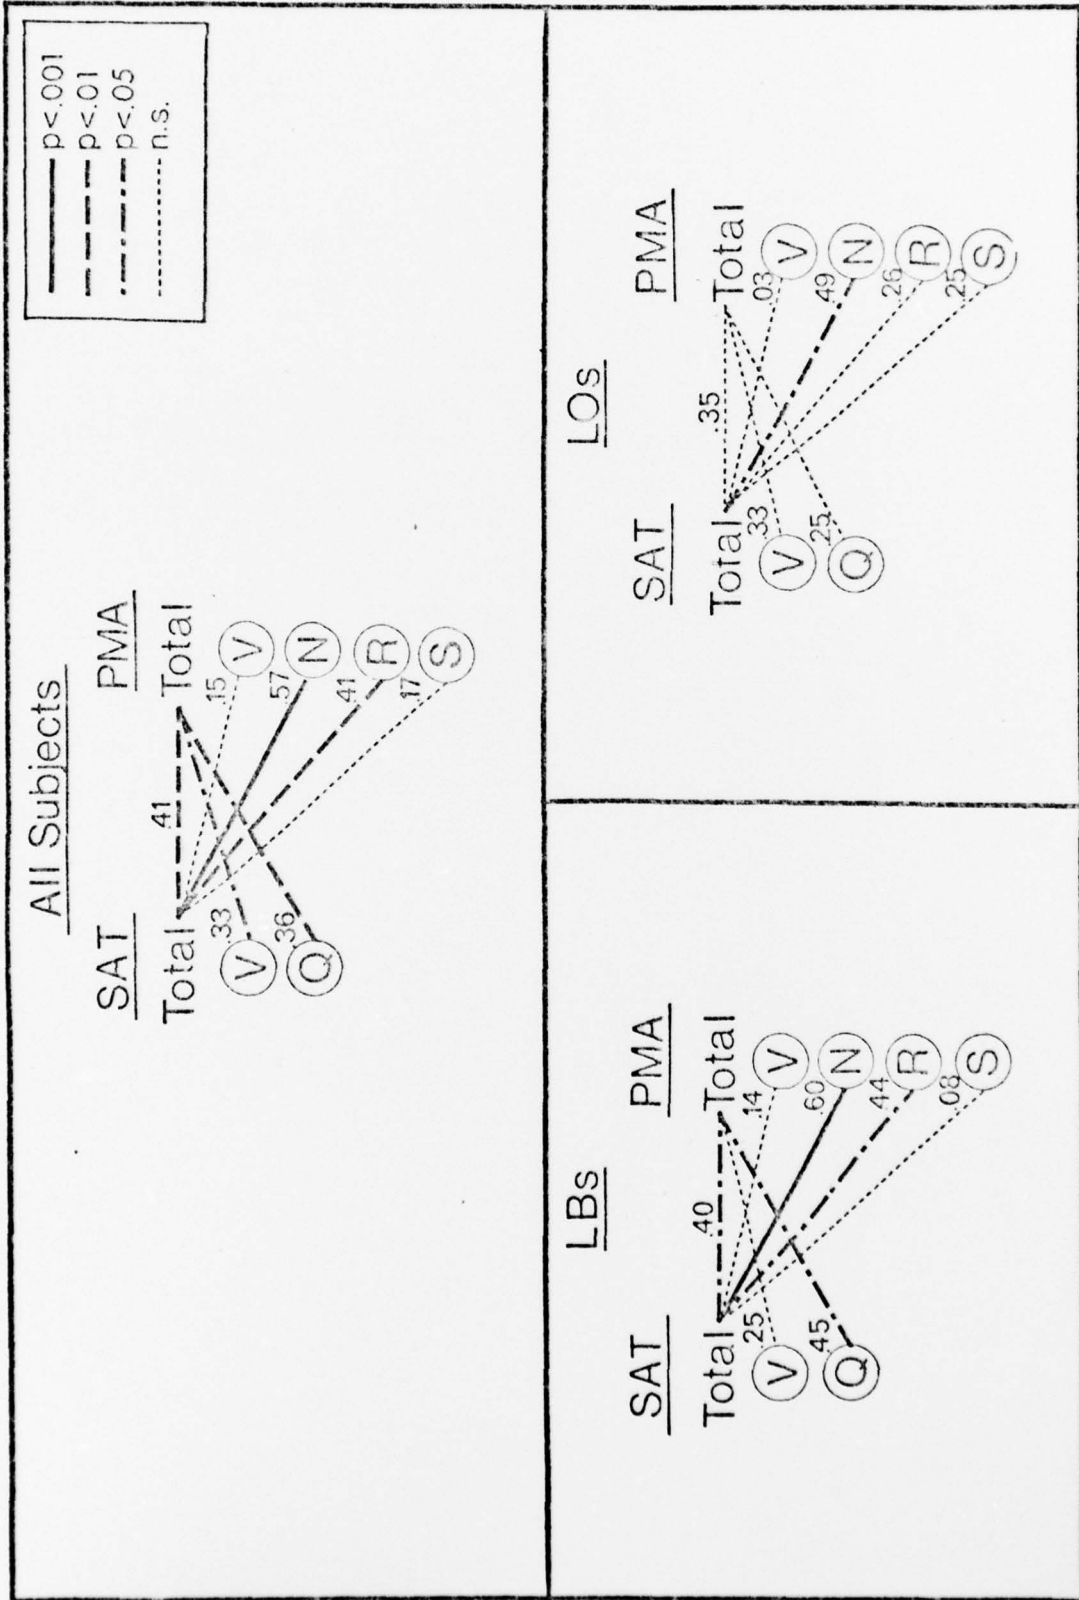 p<.001
p<.01
p<.05
n.s.
All Subjects
SAT PMA
Total .41 Total
.33 .15
V V
.36 .57
Q N
.41
R
.17
S
LBs
SAT PMA
Total .40 Total
.25 .14
V V
.45 .60
Q N
.44
R
.08
S
LOs
SAT PMA
Total .35 Total
.33 .03
V V
.25 .49
Q N
.26
R
.25
S